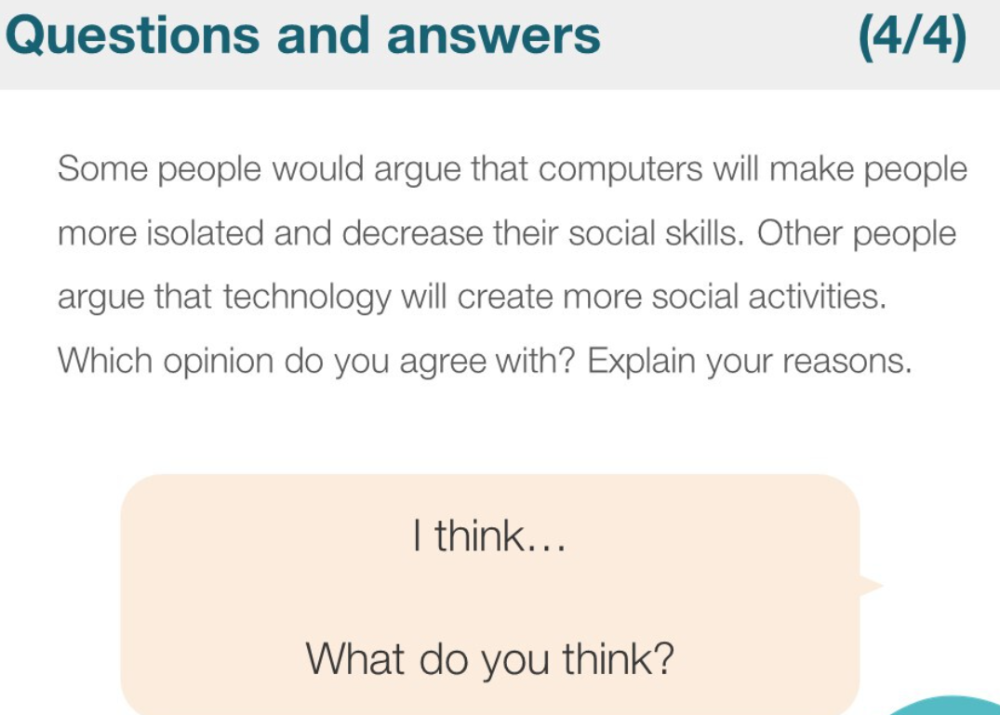 Questions and answers (4/4)
Some people would argue that computers will make people
more isolated and decrease their social skills. Other people
argue that technology will create more social activities.
Which opinion do you agree with? Explain your reasons.
I think…
What do you think?